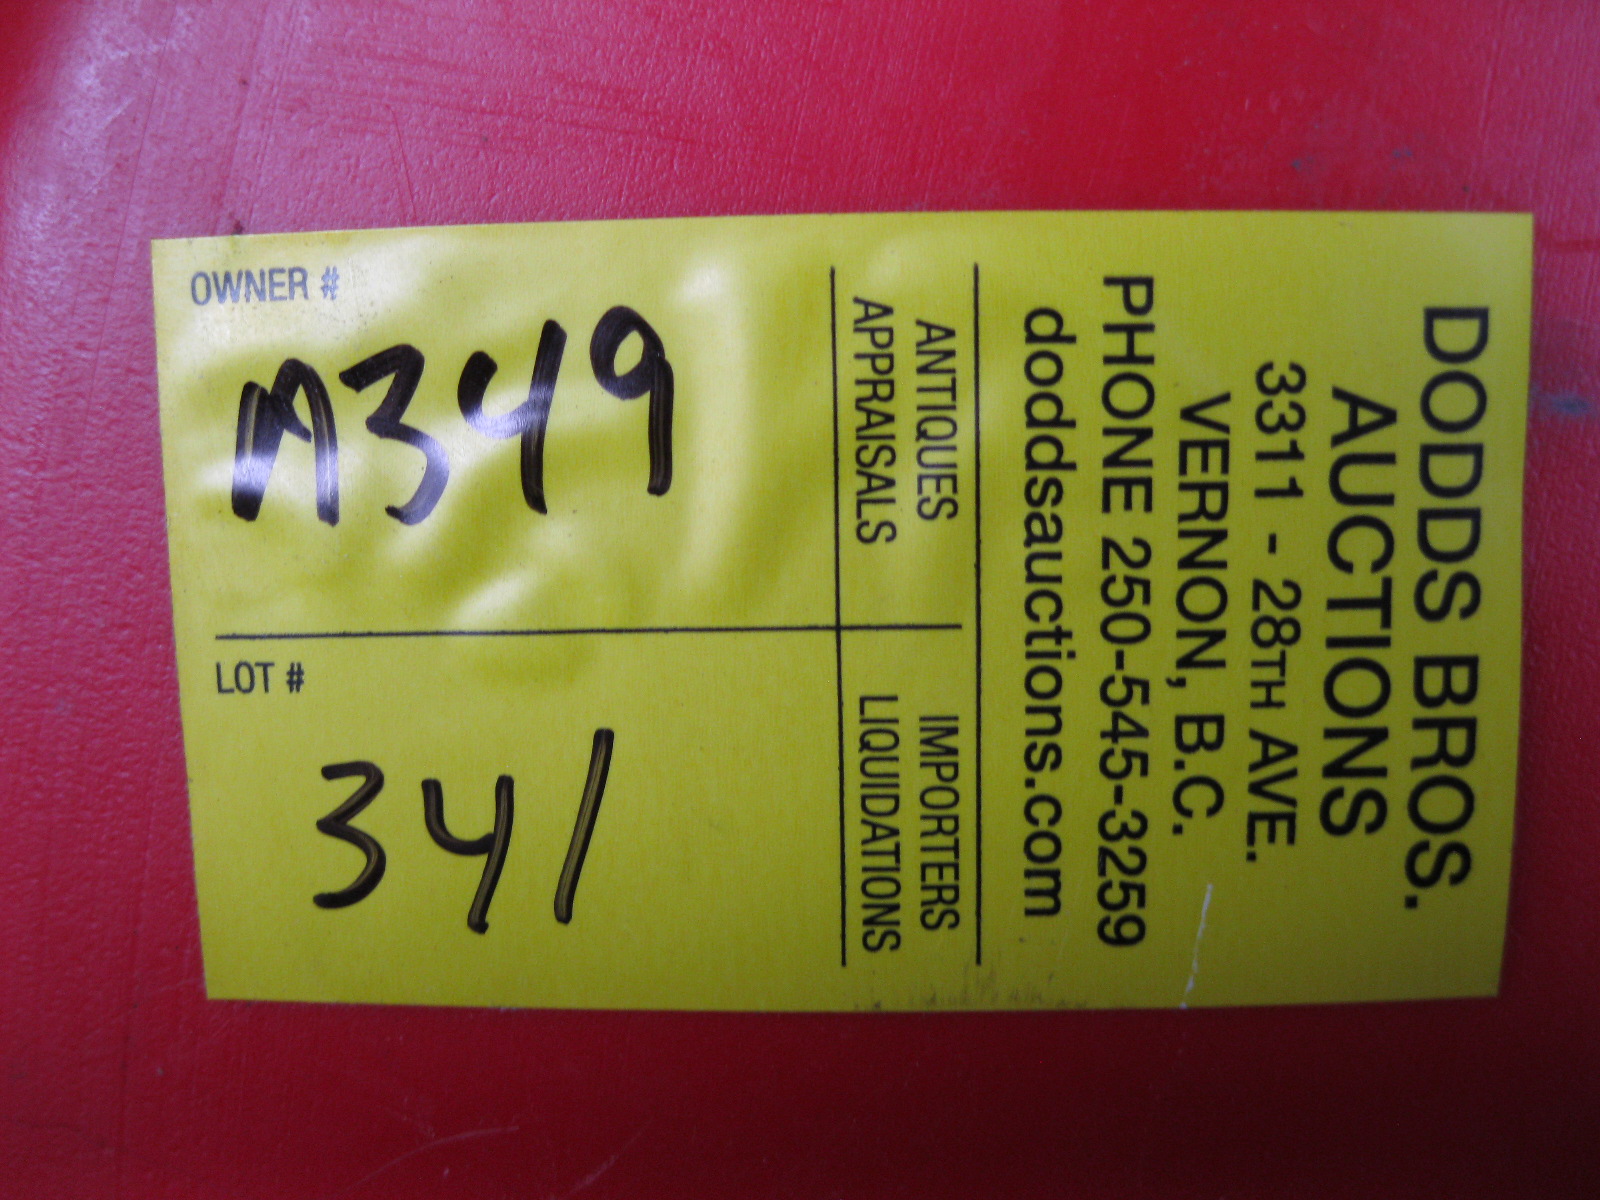 DODDS BROS.
AUCTIONS
3311 - 28TH AVE.
VERNON, B.C.
PHONE 250-545-3259
doddsauctions.com
ANTIQUES
APPRAISALS
IMPORTERS
LIQUIDATIONS
OWNER #
A349
LOT #
341